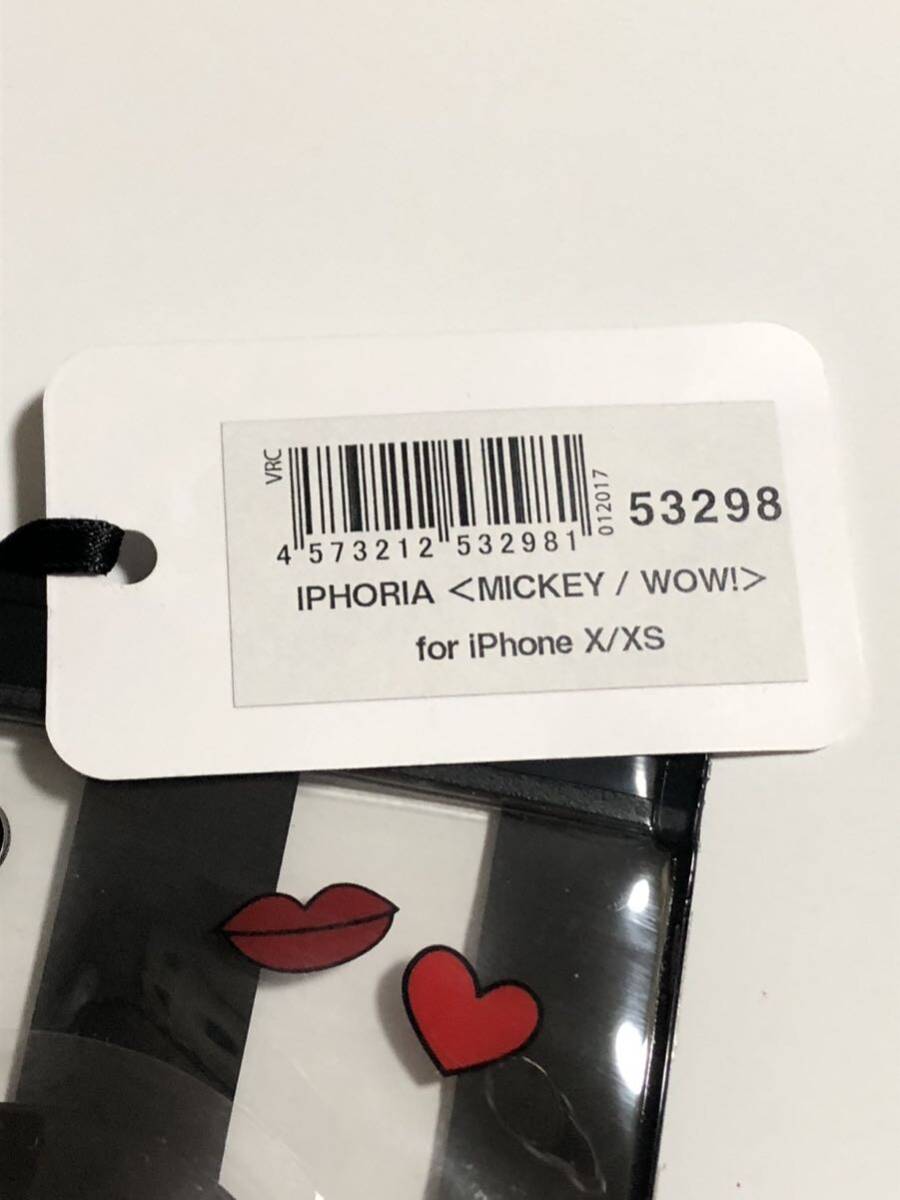 VRC
4 573212 532981
012017
53298
IPHORIA <MICKEY / WOW!>
for iPhone X/XS